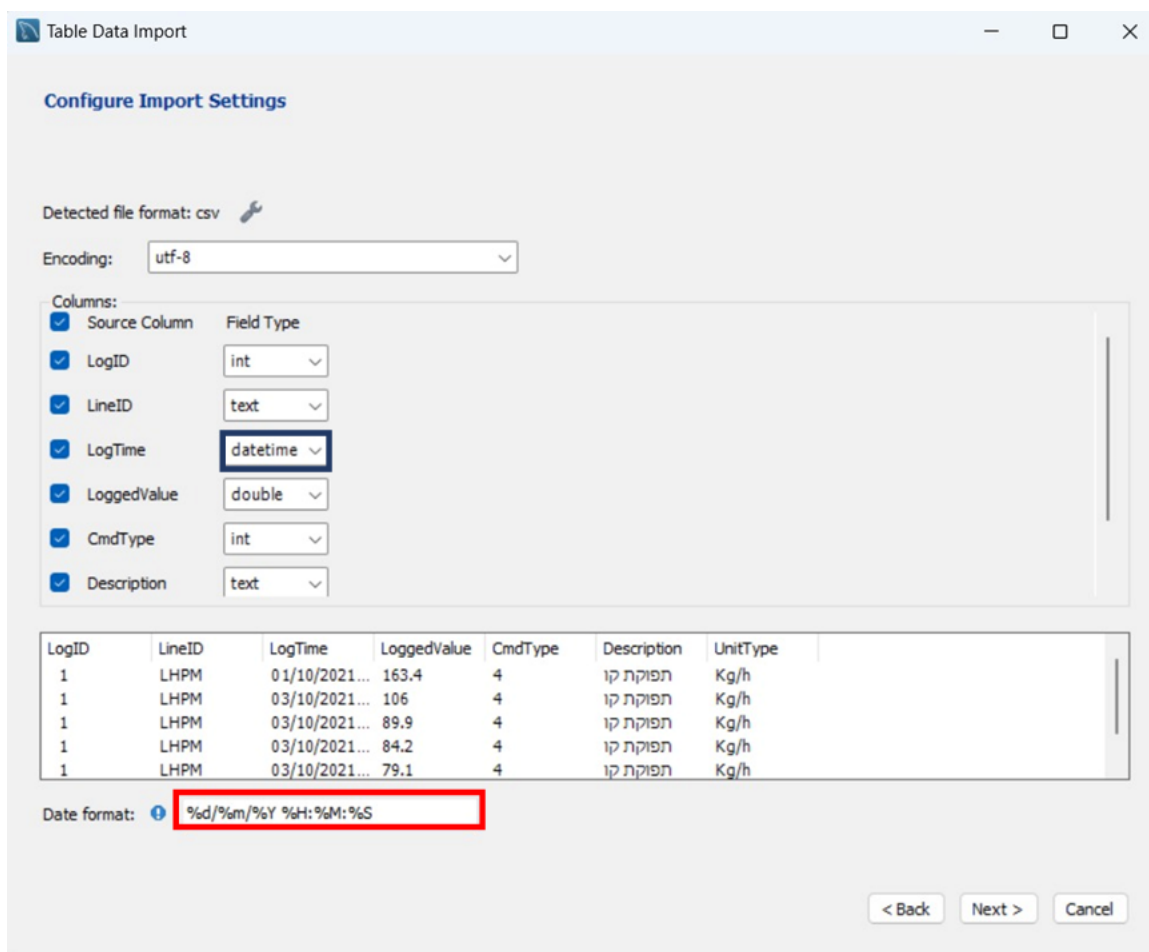 Table Data Import
Configure Import Settings
Detected file format: csv
Encoding: utf-8
Columns:
Source Column Field Type
LogID int
LineID text
LogTime datetime
LoggedValue double
CmdType int
Description text
LogID LineID LogTime LoggedValue CmdType Description UnitType
1 LHPM 01/10/2021... 163.4 4 תפוקת קו Kg/h
1 LHPM 03/10/2021... 106 4 תפוקת קו Kg/h
1 LHPM 03/10/2021... 89.9 4 תפוקת קו Kg/h
1 LHPM 03/10/2021... 84.2 4 תפוקת קו Kg/h
1 LHPM 03/10/2021... 79.1 4 תפוקת קו Kg/h
Date format: %d/%m/%Y %H:%M:%S
< Back Next > Cancel